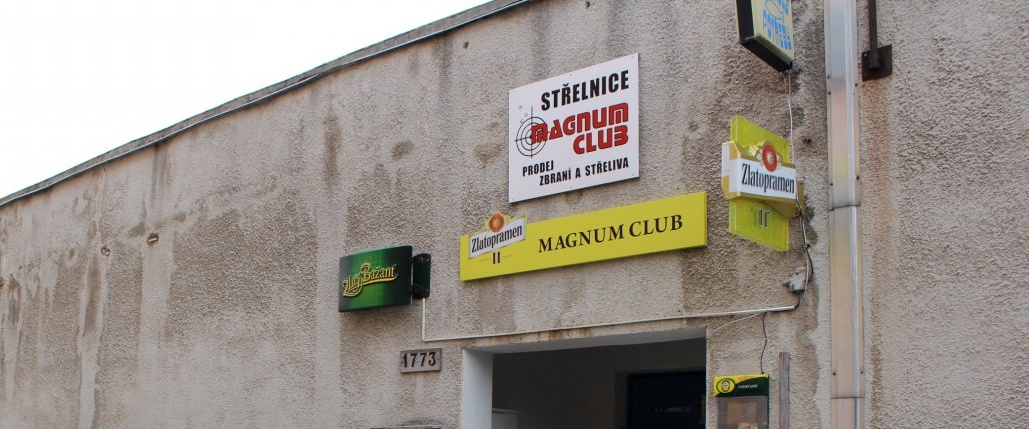 STŘELNICE
MAGNUM
CLUB
PRODEJ
ZBRANÍ A STŘELIVA
Zlatopramen
11
MAGNUM CLUB
Zlatopramen
11
Zlatý Bažant
1773